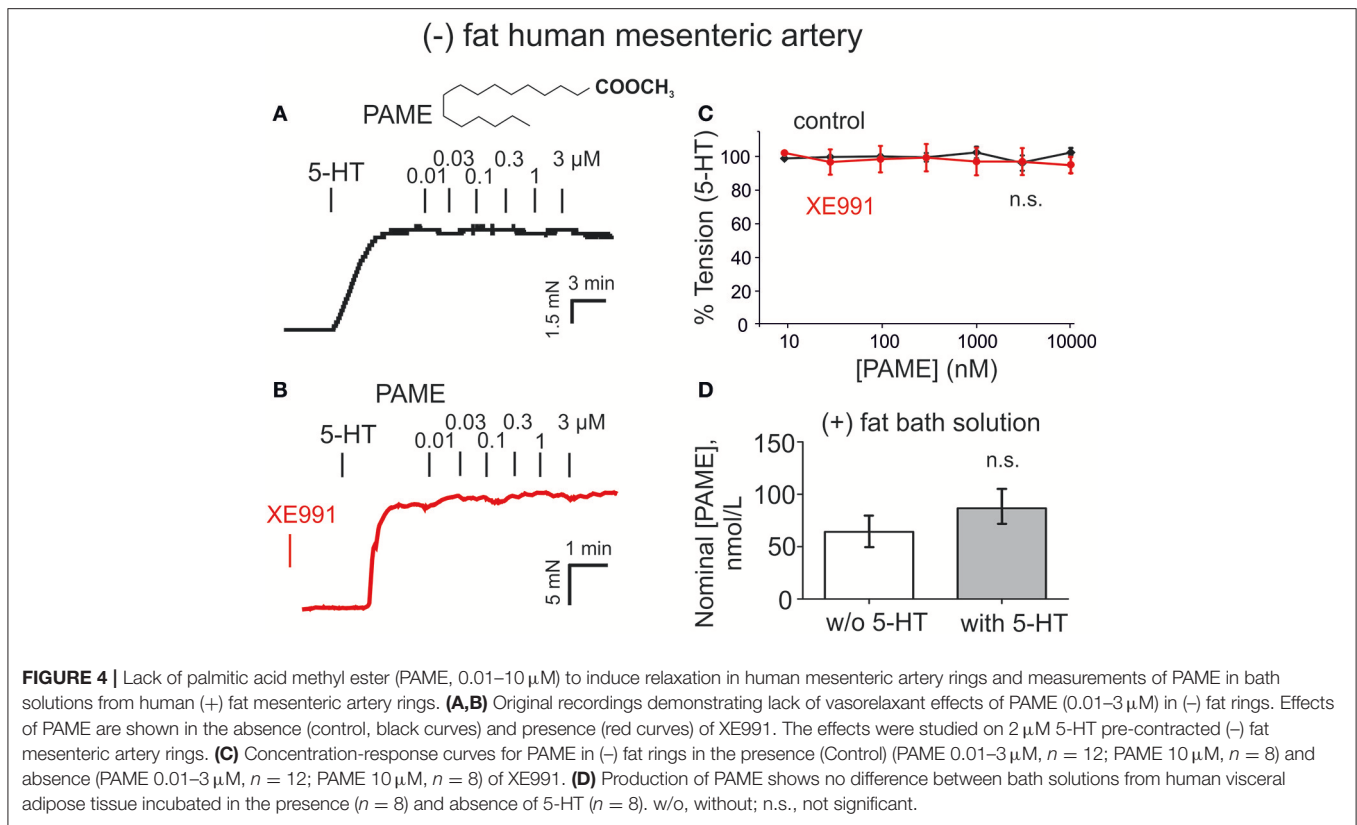 (-) fat human mesenteric artery
A
PAME
COOCH3
5-HT
0.01
0.03
0.1
0.3
1
3 µM
3 min
1.5 mN
B
PAME
5-HT
0.01
0.03
0.1
0.3
1
3 µM
XE991
1 min
5 mN
C
control
XE991
n.s.
% Tension (5-HT)
100
80
60
40
20
0
10
100
1000
10000
[PAME] (nM)
D
(+) fat bath solution
n.s.
Nominal [PAME],
nmol/L
150
100
50
0
w/o 5-HT
with 5-HT
FIGURE 4 | Lack of palmitic acid methyl ester (PAME, 0.01–10 µM) to induce relaxation in human mesenteric artery rings and measurements of PAME in bath
solutions from human (+) fat mesenteric artery rings. (A,B) Original recordings demonstrating lack of vasorelaxant effects of PAME (0.01–3 µM) in (–) fat rings. Effects
of PAME are shown in the absence (control, black curves) and presence (red curves) of XE991. The effects were studied on 2 µM 5-HT pre-contracted (–) fat
mesenteric artery rings. (C) Concentration-response curves for PAME in (–) fat rings in the presence (Control) (PAME 0.01–3 µM, n = 12; PAME 10 µM, n = 8) and
absence (PAME 0.01–3 µM, n = 12; PAME 10 µM, n = 8) of XE991. (D) Production of PAME shows no difference between bath solutions from human visceral
adipose tissue incubated in the presence (n = 8) and absence of 5-HT (n = 8). w/o, without; n.s., not significant.